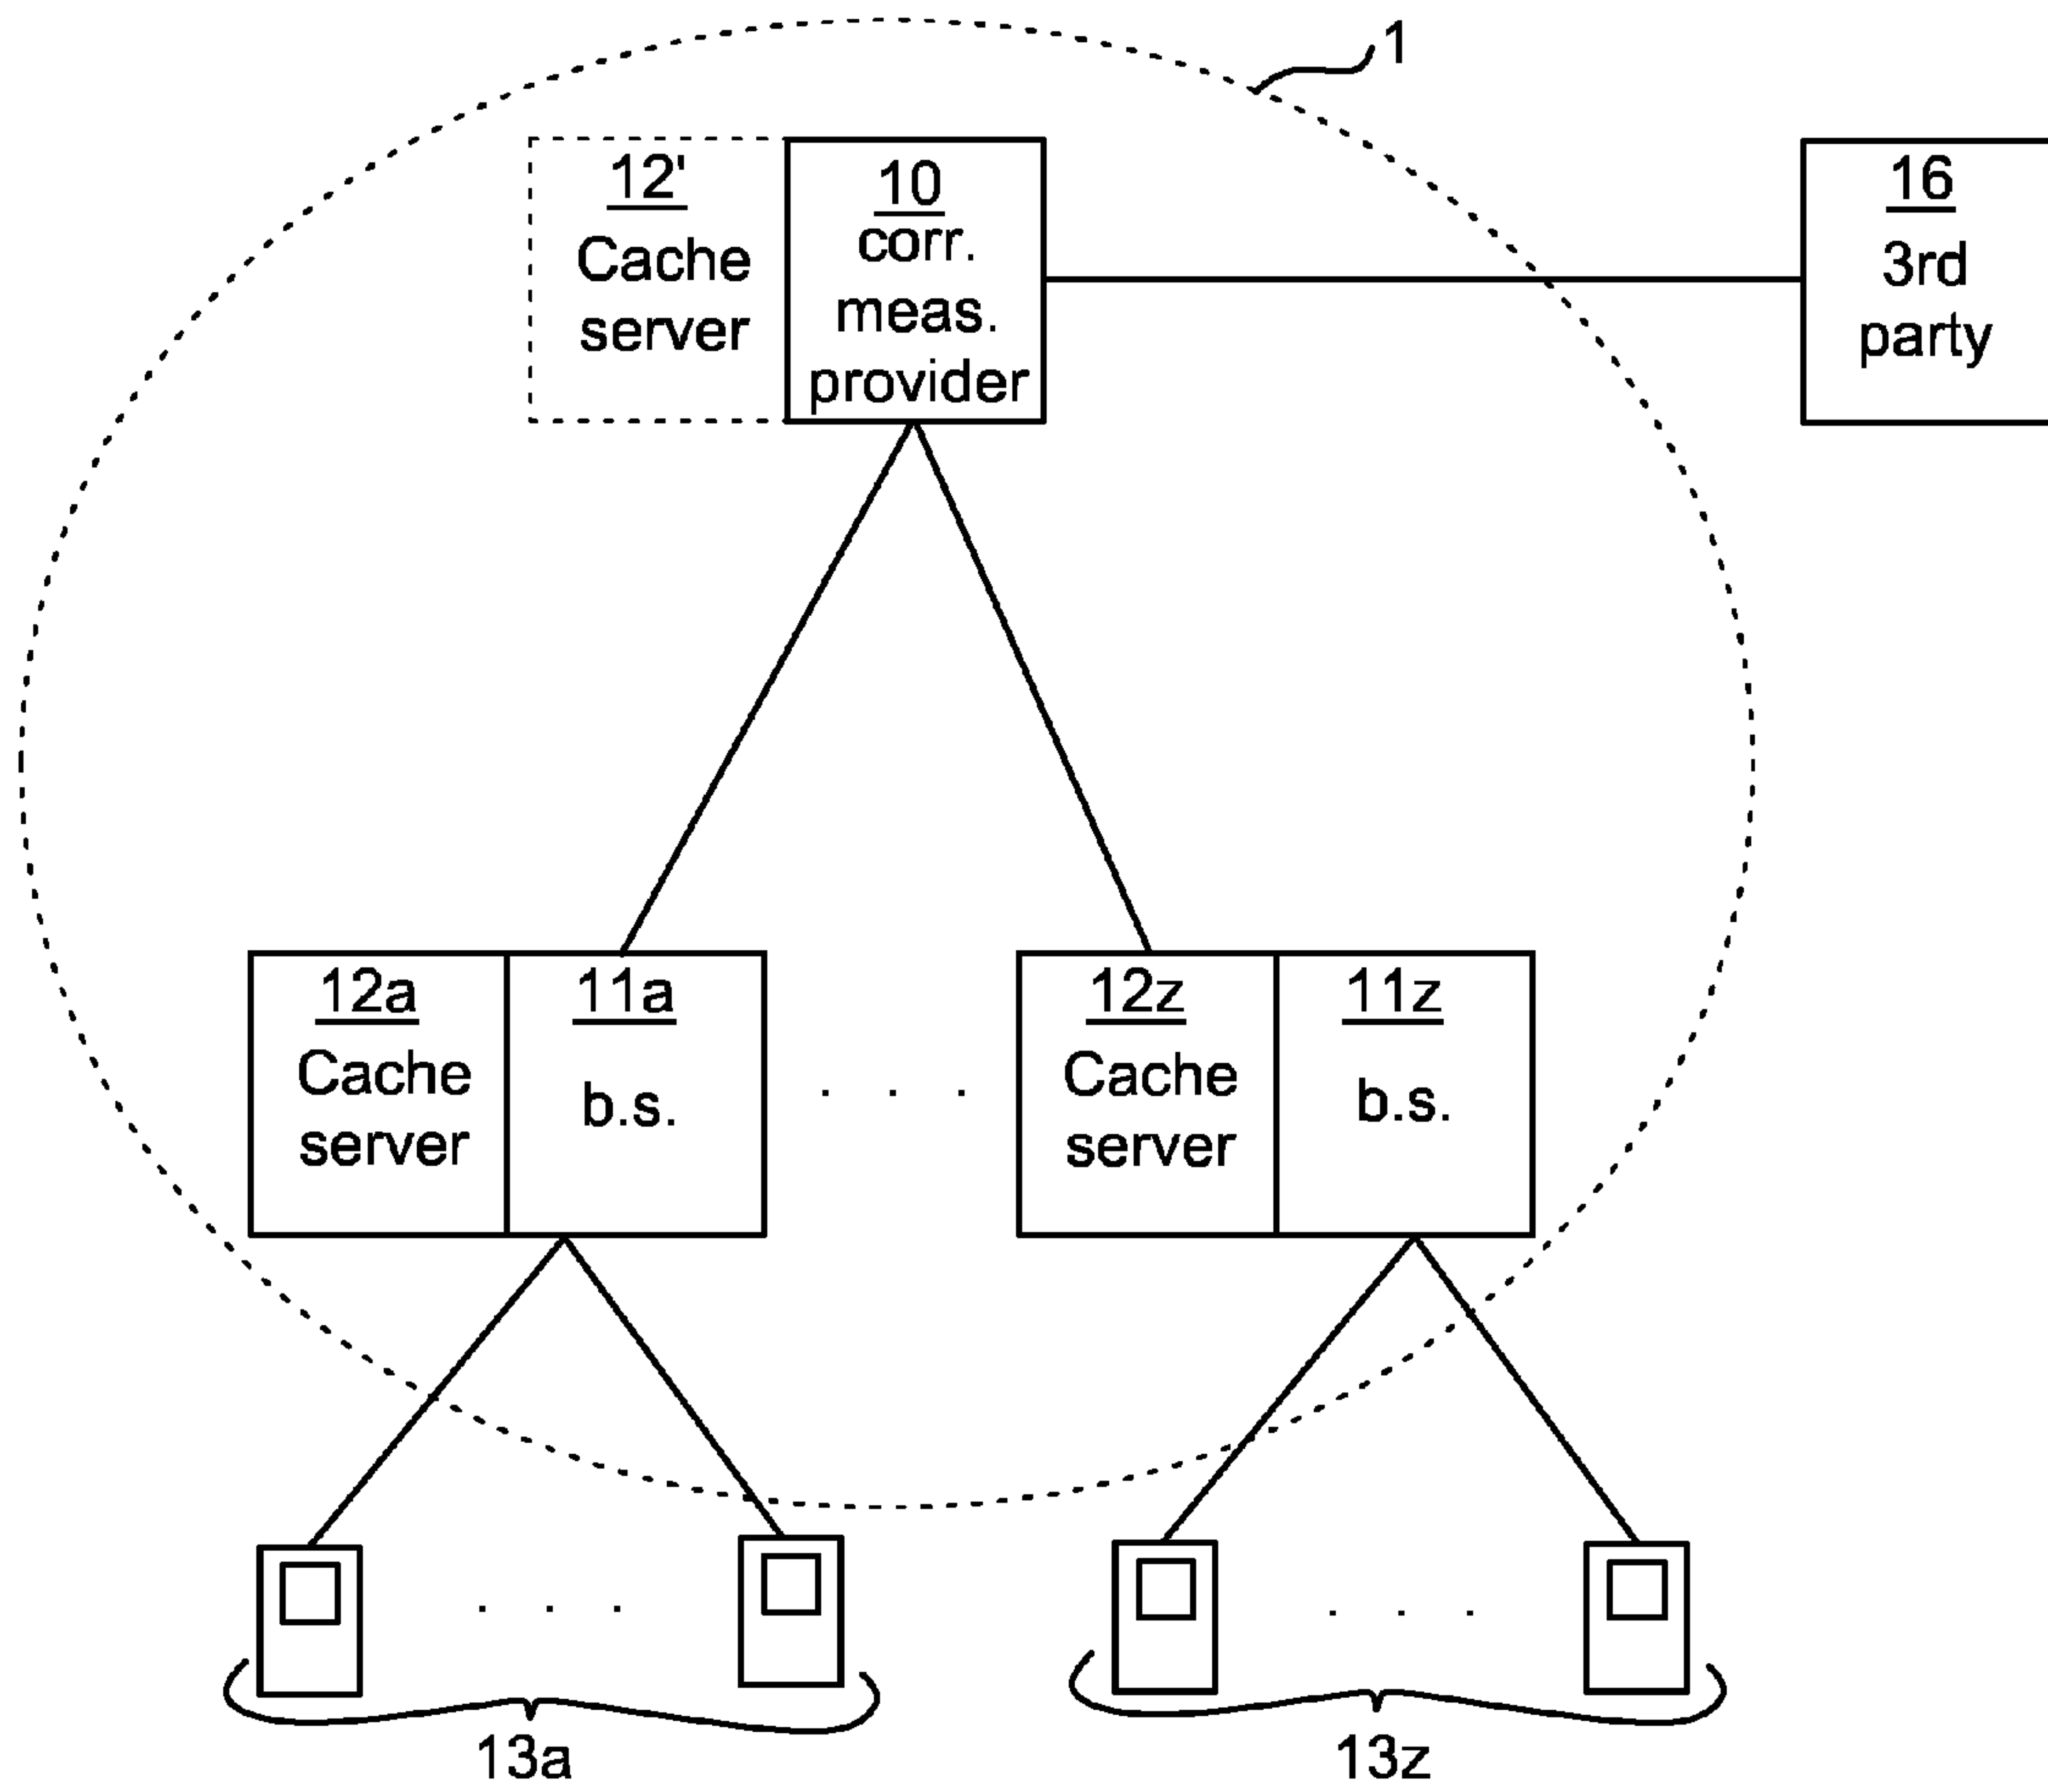 1
12'
Cache
server
10
corr.
meas.
provider
16
3rd
party
12a
Cache
server
11a
b.s.
. . .
12z
Cache
server
11z
b.s.
. . .
. . .
13a
13z